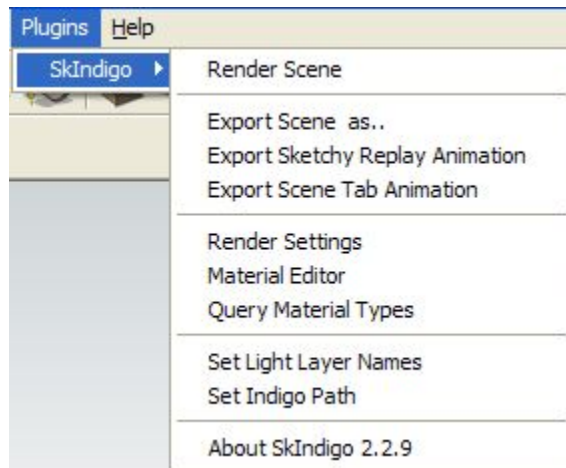 Plugins Help
SkIndigo
Render Scene
Export Scene as..
Export Sketchy Replay Animation
Export Scene Tab Animation
Render Settings
Material Editor
Query Material Types
Set Light Layer Names
Set Indigo Path
About SkIndigo 2.2.9